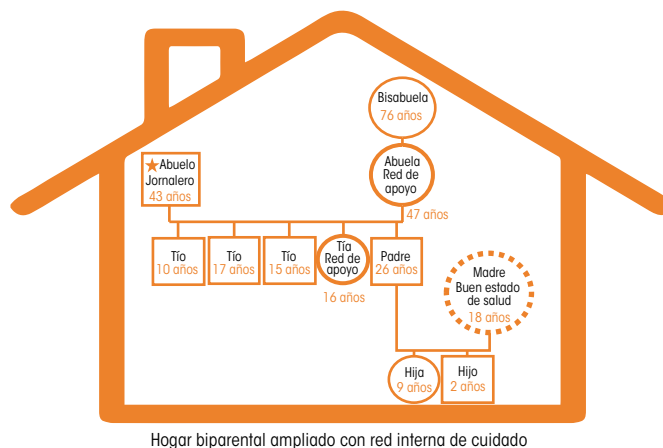 Bisabuela
76 años
★Abuelo
Jornalero
43 años
Abuela
Red de
apoyo
47 años
Tío
10 años
Tío
17 años
Tío
15 años
Tía
Red de
apoyo
16 años
Padre
26 años
Madre
Buen estado
de salud
18 años
Hija
9 años
Hijo
2 años
Hogar biparental ampliado con red interna de cuidado